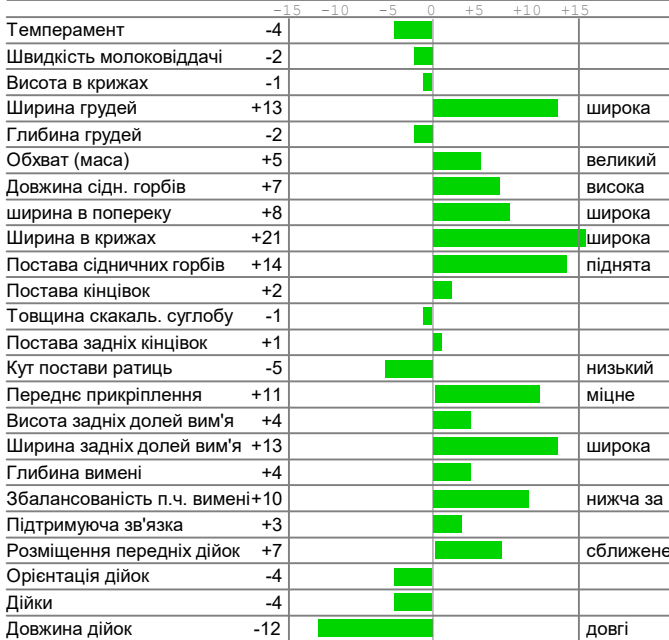 -15 -10 -5 0 +5 +10 +15
Темперамент -4
Швидкість молоковіддачі -2
Висота в крижах -1
Ширина грудей +13 широка
Глибина грудей -2
Обхват (маса) +5 великий
Довжина сідн. горбів +7 висока
ширина в попереку +8 широка
Ширина в крижах +21 широка
Постава сідничних горбів +14 піднята
Постава кінцівок +2
Товщина скакаль. суглобу -1
Постава задніх кінцівок +1
Кут постави ратиць -5 низький
Переднє прикріплення +11 міцне
Висота задніх долей вим'я +4
Ширина задніх долей вим'я +13 широка
Глибина вимені +4
Збалансованість п.ч. вимені+10 нижча за
Підтримуюча зв'язка +3
Розміщення передніх дійок +7 сближене
Орієнтація дійок -4
Дійки -4
Довжина дійок -12 довгі